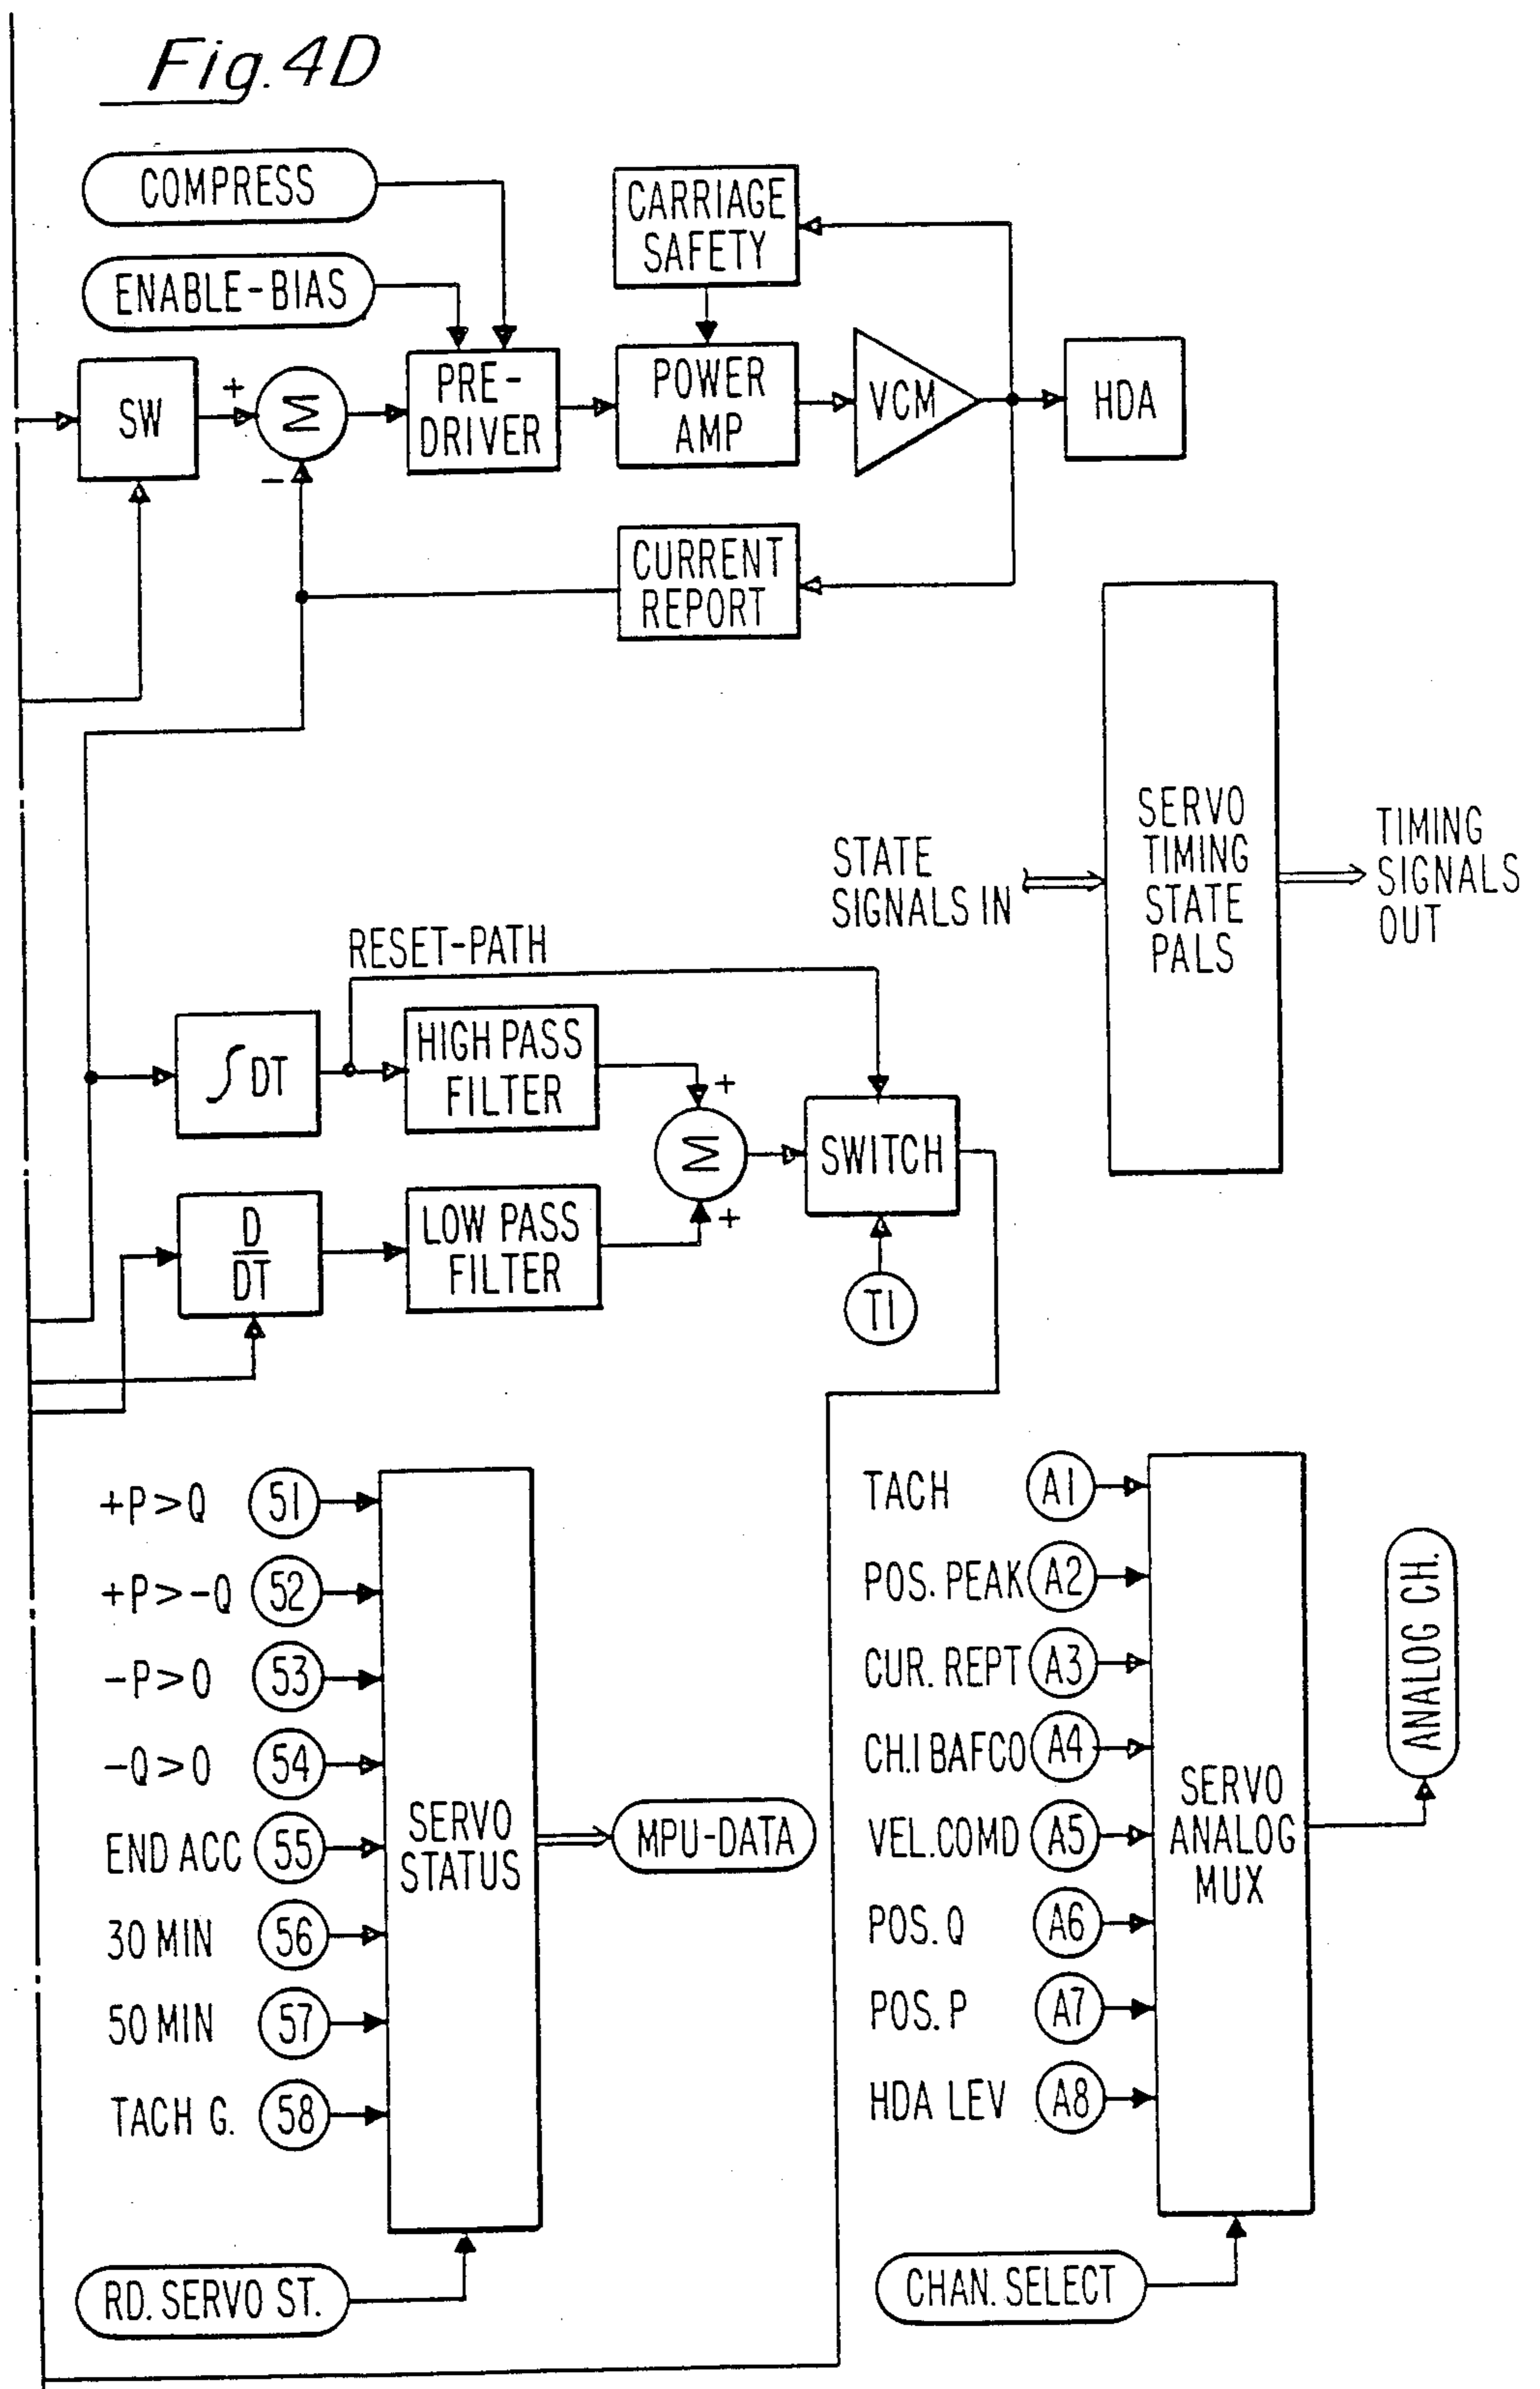 Fig. 4D
COMPRESS
ENABLE-BIAS
CARRIAGE
SAFETY
SW
+
Σ
-
PRE-
DRIVER
POWER
AMP
VCM
HDA
CURRENT
REPORT
SERVO
TIMING
STATE
PALS
STATE
SIGNALS IN
TIMING
SIGNALS
OUT
RESET-PATH
∫ DT
HIGH PASS
FILTER
+
Σ
+
SWITCH
D
DT
LOW PASS
FILTER
T1
+P>Q 51
+P>-Q 52
-P>0 53
-Q>0 54
END ACC 55
30 MIN 56
50 MIN 57
TACH G. 58
SERVO
STATUS
MPU-DATA
RD. SERVO ST.
TACH A1
POS. PEAK A2
CUR. REPT A3
CH.1 BAFCO A4
VEL. COMD A5
POS. Q A6
POS. P A7
HDA LEV A8
SERVO
ANALOG
MUX
ANALOG CH.
CHAN. SELECT